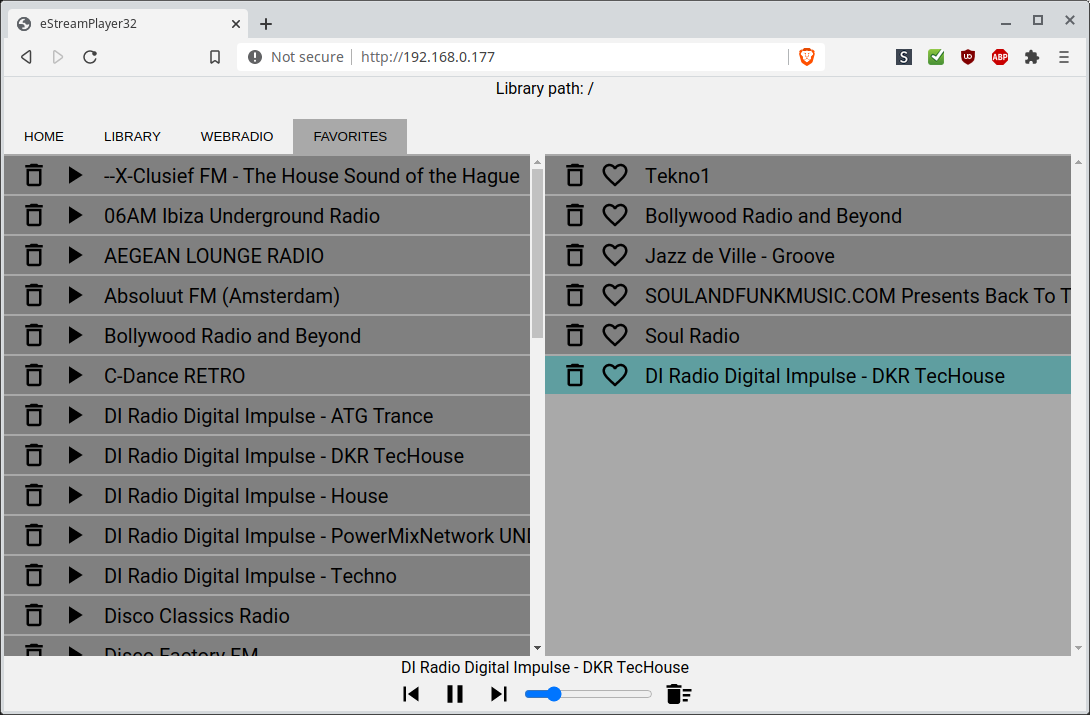 eStreamPlayer32
Not secure
http://192.168.0.177
S
UD
ABP
Library path: /
HOME
LIBRARY
WEBRADIO
FAVORITES
--X-Clusief FM - The House Sound of the Hague
06AM Ibiza Underground Radio
AEGEAN LOUNGE RADIO
Absoluut FM (Amsterdam)
Bollywood Radio and Beyond
C-Dance RETRO
DI Radio Digital Impulse - ATG Trance
DI Radio Digital Impulse - DKR TecHouse
DI Radio Digital Impulse - House
DI Radio Digital Impulse - PowerMixNetwork UNI
DI Radio Digital Impulse - Techno
Disco Classics Radio
Disco Factory FM
Tekno1
Bollywood Radio and Beyond
Jazz de Ville - Groove
SOULANDFUNKMUSIC.COM Presents Back To T
Soul Radio
DI Radio Digital Impulse - DKR TecHouse
DI Radio Digital Impulse - DKR TecHouse